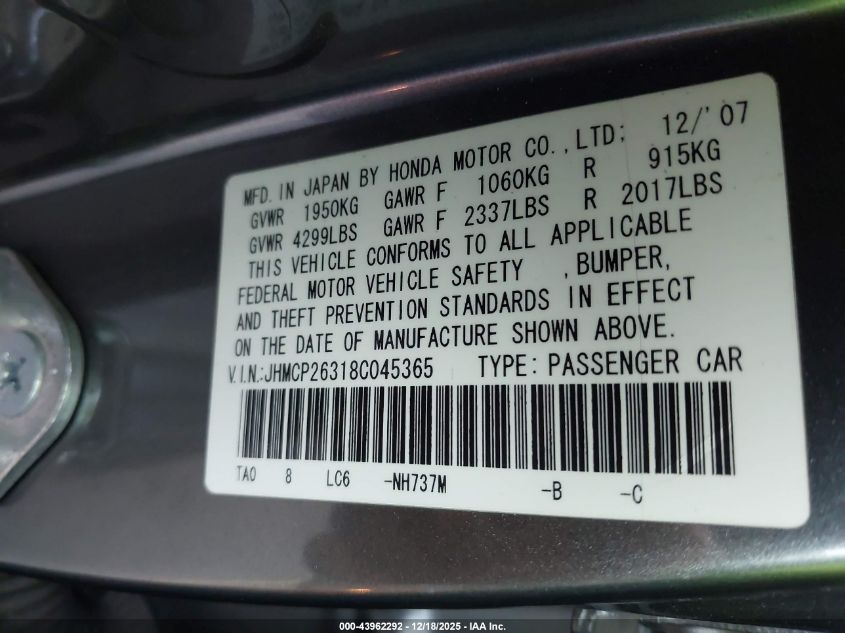 MFD. IN JAPAN BY HONDA MOTOR CO.,LTD; 12/'07
GVWR 1950KG GAWR F 1060KG R 915KG
GVWR 4299LBS GAWR F 2337LBS R 2017LBS
THIS VEHICLE CONFORMS TO ALL APPLICABLE
FEDERAL MOTOR VEHICLE SAFETY , BUMPER,
AND THEFT PREVENTION STANDARDS IN EFFECT
ON THE DATE OF MANUFACTURE SHOWN ABOVE.
V.I.N.:JHMCP26318C045365 TYPE: PASSENGER CAR
TA0 8 LC6 -NH737M -B -C
000-43962292 - 12/18/2025 - IAA Inc.